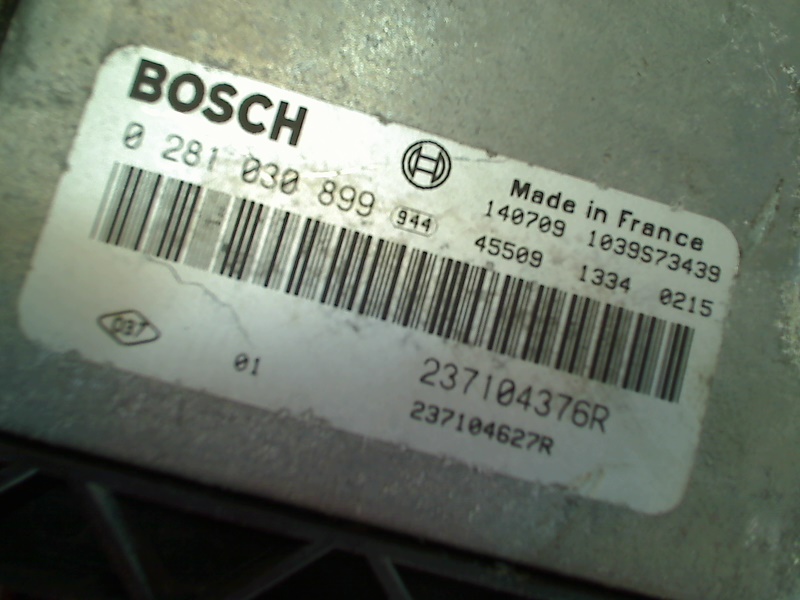 BOSCH
0 281 030 899 944
Made in France
140709 1039S73439
45509 1334 0215
01
237104376R
237104627R